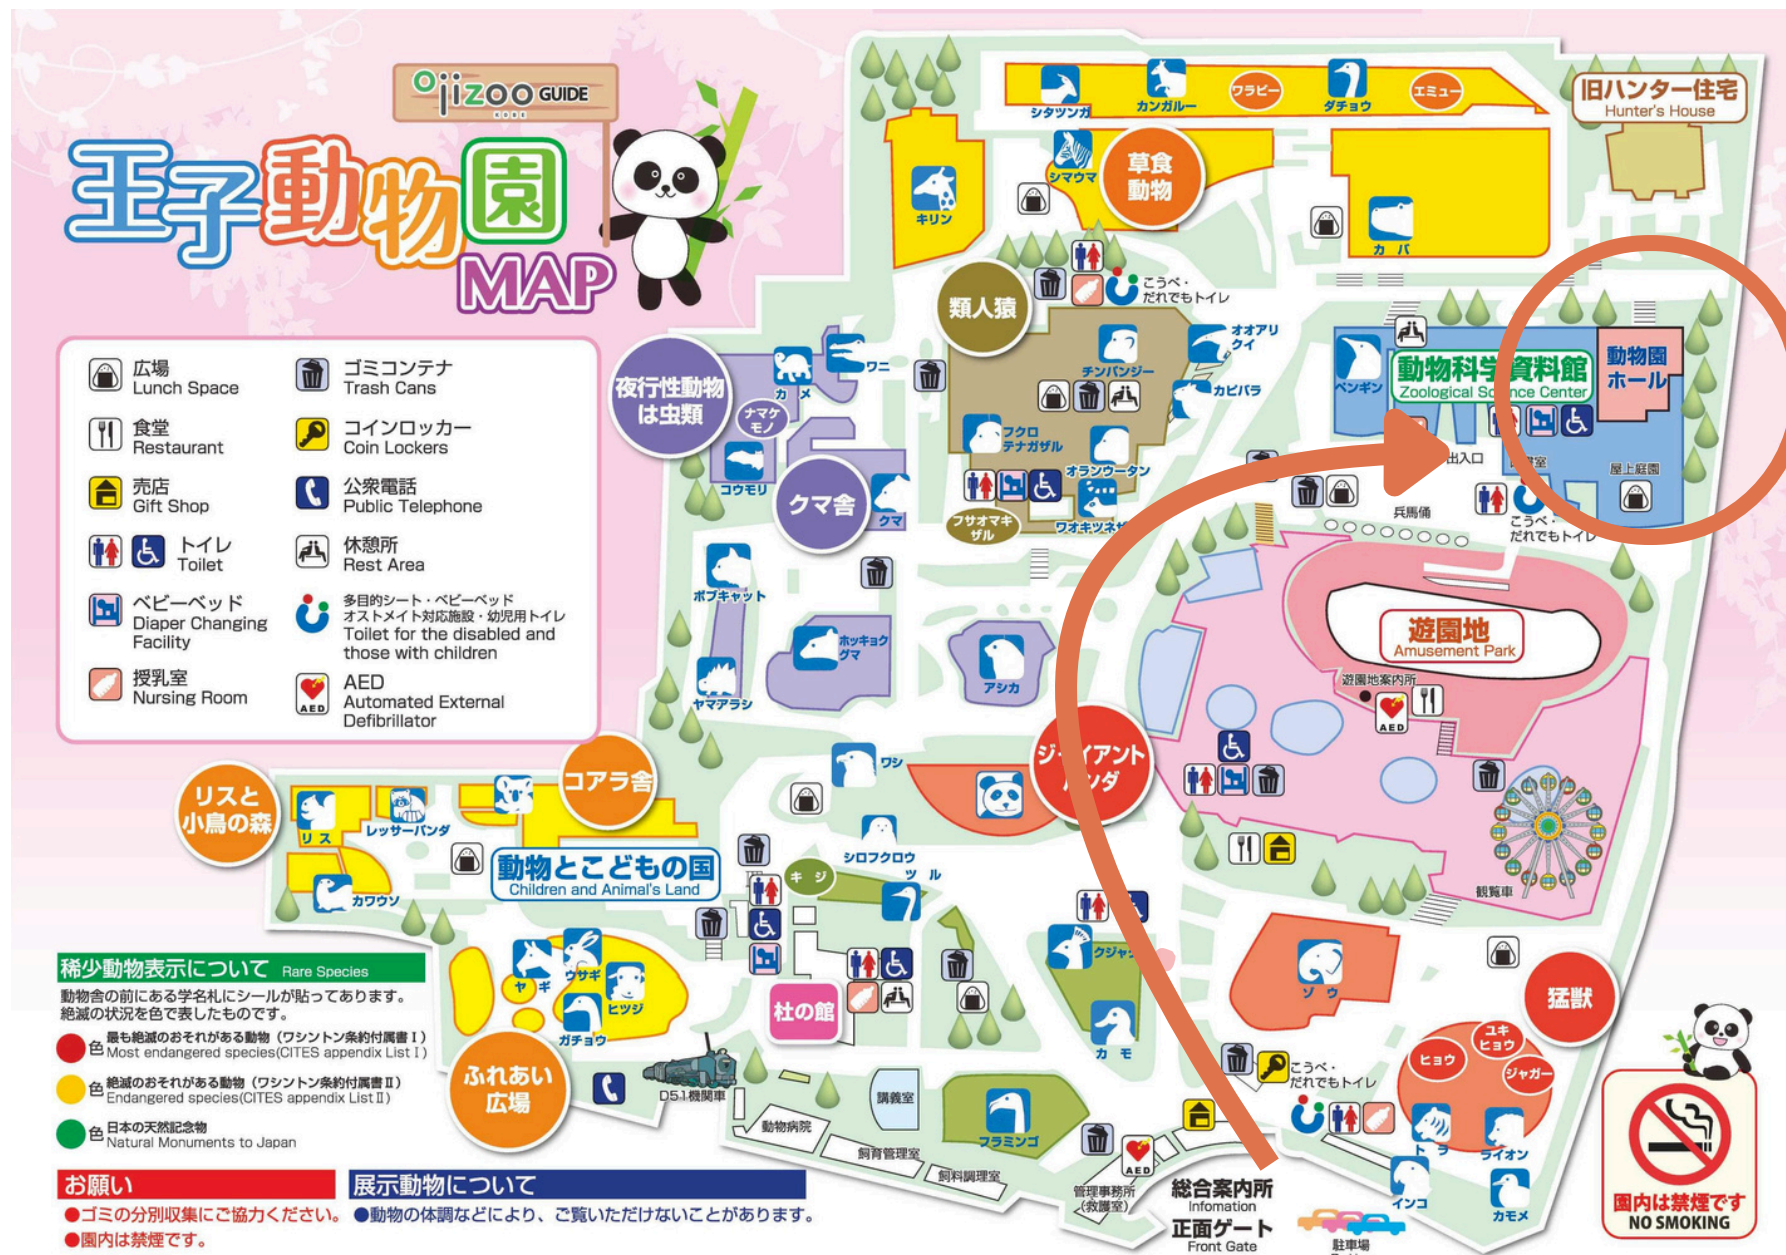 ojizoo GUIDE
KOBE
王子動物園
MAP
広場
Lunch Space
食堂
Restaurant
売店
Gift Shop
トイレ
Toilet
ベビーベッド
Diaper Changing
Facility
授乳室
Nursing Room
ゴミコンテナ
Trash Cans
コインロッカー
Coin Lockers
公衆電話
Public Telephone
休憩所
Rest Area
多目的シート・ベビーベッド
オストメイト対応施設・幼児用トイレ
Toilet for the disabled and
those with children
AED
AED
Automated External
Defibrillator
シタツンガ
カンガルー
ワラビー
ダチョウ
エミュー
旧ハンター住宅
Hunter's House
キリン
シマウマ
草食
動物
カバ
類人猿
こうべ・
だれでもトイレ
チンパンジー
オオアリ
クイ
カピバラ
フクロ
テナガザル
オランウータン
フサオマキ
ザル
夜行性動物
は虫類
カメ
ワニ
ナマケ
モノ
コウモリ
クマ舎
クマ
ペンギン
動物科学資料館
Zoological Science Center
動物園
ホール
出入口
屋上庭園
兵馬俑
こうべ・
だれでもトイレ
ボブキャット
ホッキョク
グマ
アシカ
ヤマアラシ
遊園地
Amusement Park
遊園地案内所
AED
観覧車
ワシ
シロフクロウ
リスと
小鳥の森
リス
レッサーパンダ
コアラ舎
カワウソ
動物とこどもの国
Children and Animal's Land
キジ
ツル
クジャク
カモ
ゾウ
猛獣
ヒョウ
ユキ
ヒョウ
ジャガー
トラ
ライオン
インコ
カモメ
ヤギ
ウサギ
ヒツジ
ガチョウ
ふれあい
広場
杜の館
D51機関車
動物病院
講義室
飼育管理室
飼料調理室
フラミンゴ
管理事務所
(救護室)
AED
こうべ・
だれでもトイレ
総合案内所
Infomation
正面ゲート
Front Gate
駐車場
稀少動物表示について Rare Species
動物舎の前にある学名札にシールが貼ってあります。
絶滅の状況を色で表したものです。
色 最も絶滅のおそれがある動物（ワシントン条約付属書Ⅰ）
Most endangered species(CITES appendix ListⅠ)
色 絶滅のおそれがある動物（ワシントン条約付属書Ⅱ）
Endangered species(CITES appendix ListⅡ)
色 日本の天然記念物
Natural Monuments to Japan
お願い
●ゴミの分別収集にご協力ください。
●園内は禁煙です。
展示動物について
●動物の体調などにより、ご覧いただけないことがあります。
園内は禁煙です
NO SMOKING